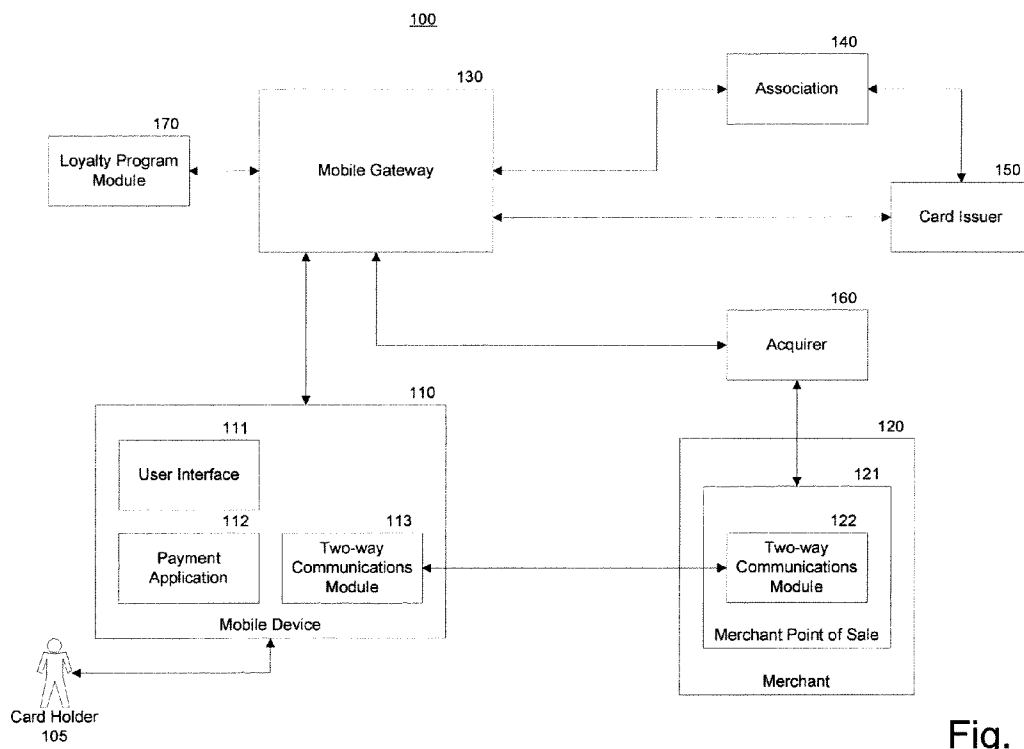 100
140
Association
130
Mobile Gateway
170
Loyalty Program
Module
150
Card Issuer
160
Acquirer
110
111
User Interface
112
Payment
Application
113
Two-way
Communications
Module
Mobile Device
120
121
122
Two-way
Communications
Module
Merchant Point of Sale
Merchant
Card Holder
105
Fig.